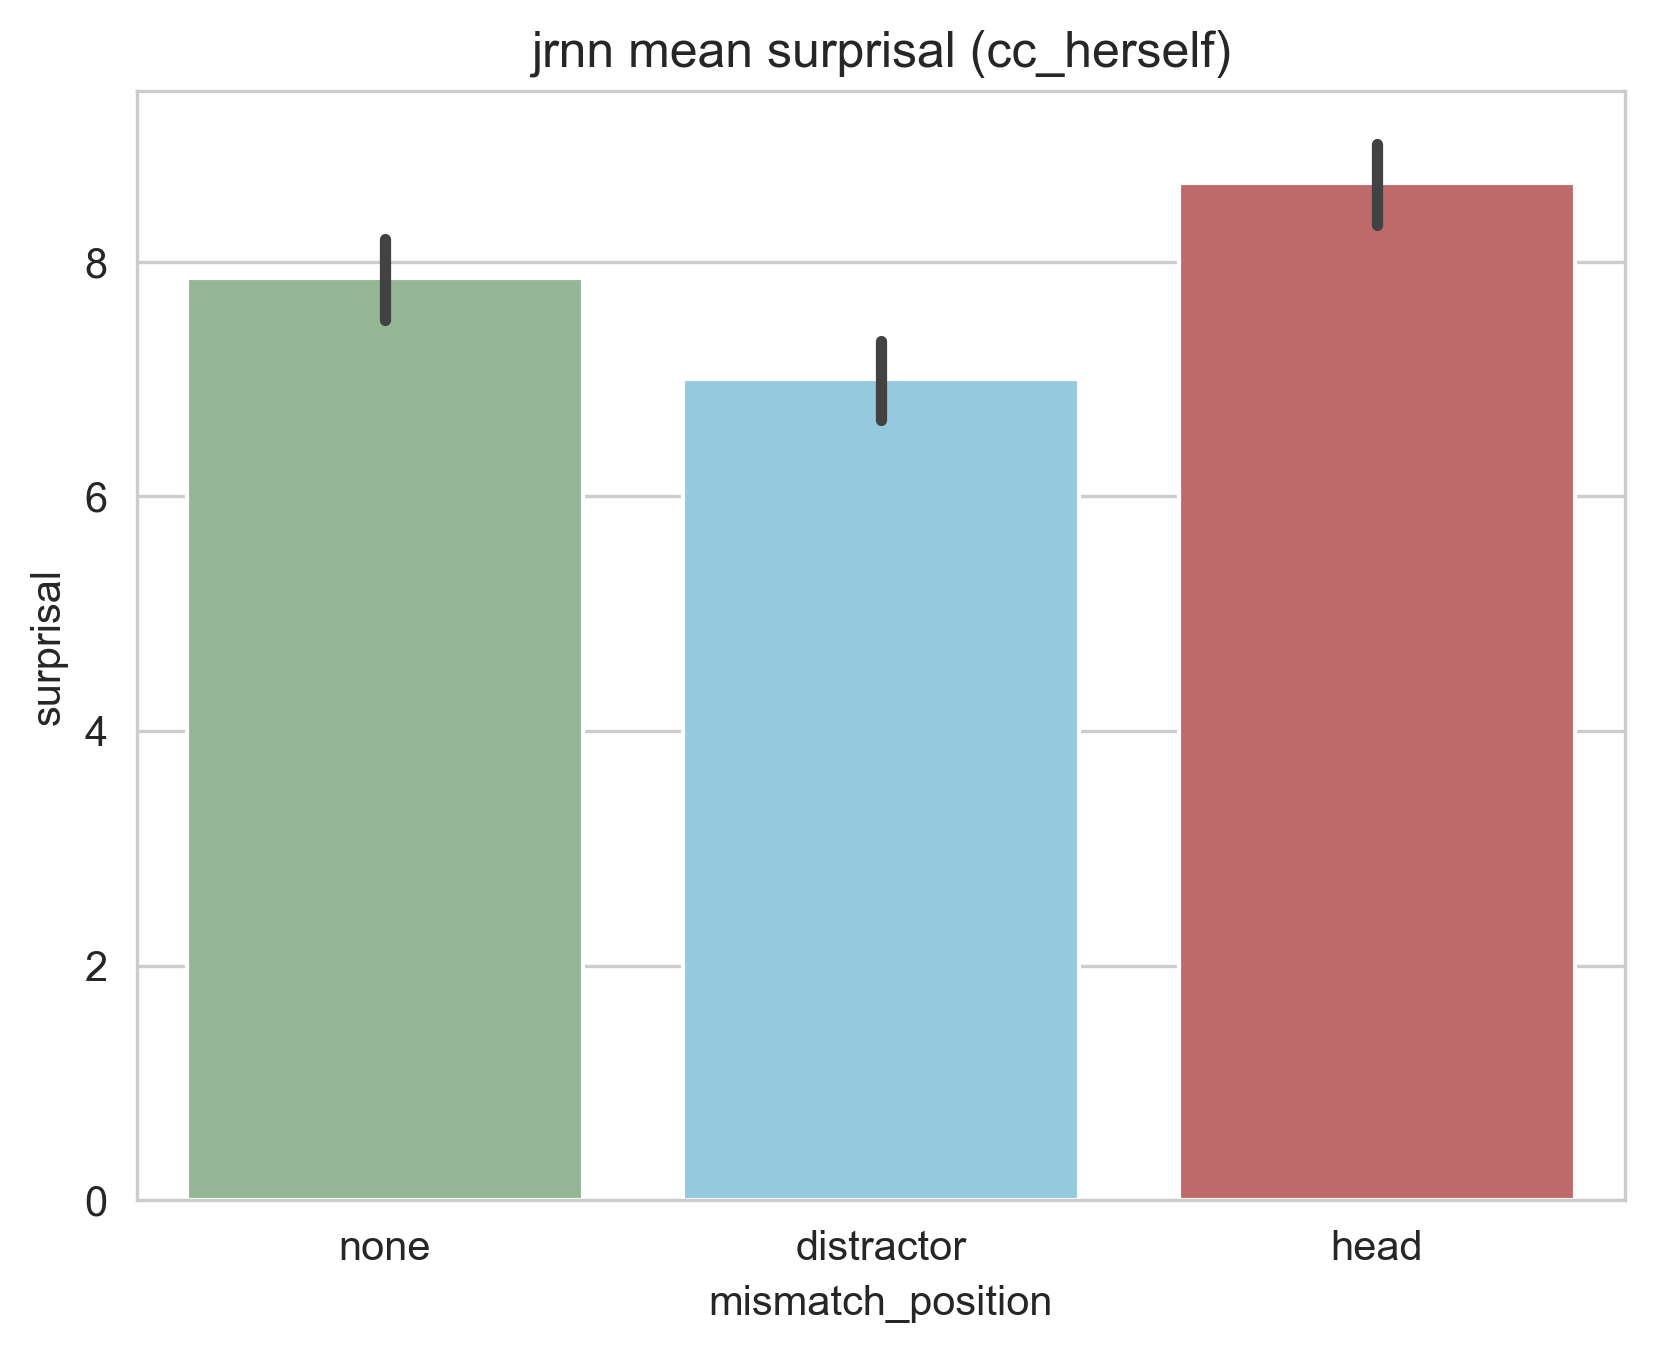 jrnn mean surprisal (cc_herself)
surprisal
8
6
4
2
0
none distractor head
mismatch_position